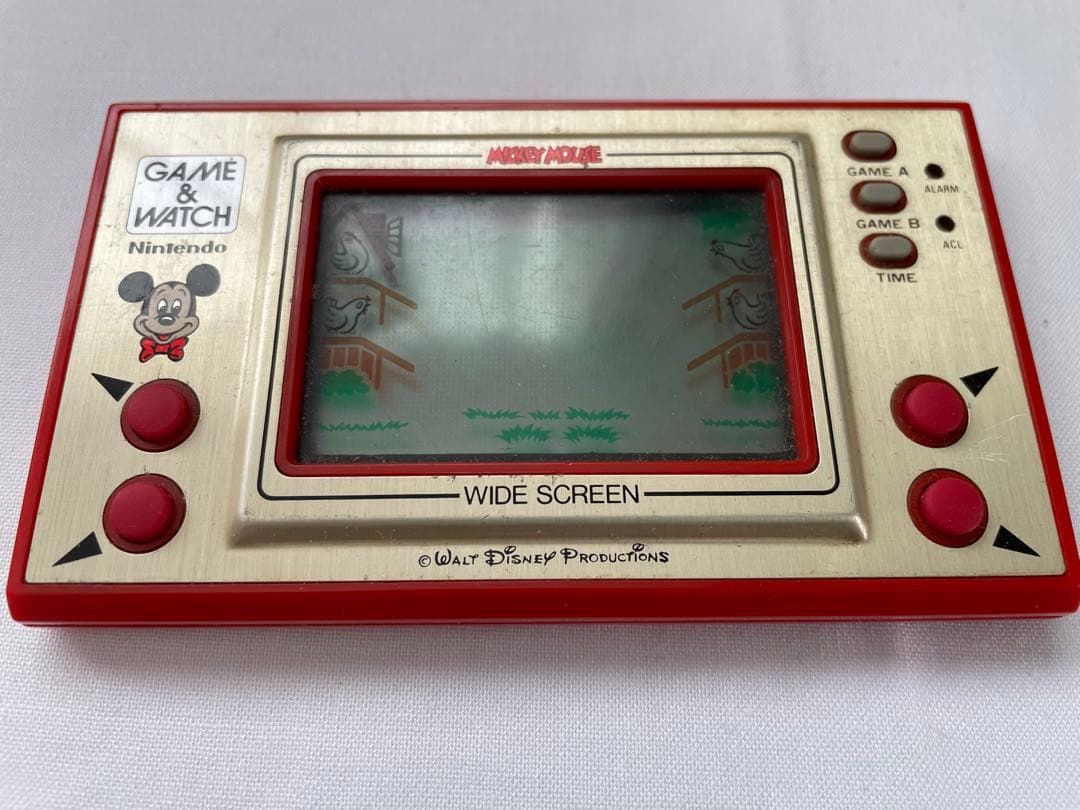 GAME
&
WATCH
Nintendo
MICKEY MOUSE
GAME A
ALARM
GAME B
ACL
TIME
WIDE SCREEN
© WALT DISNEY PRODUCTIONS